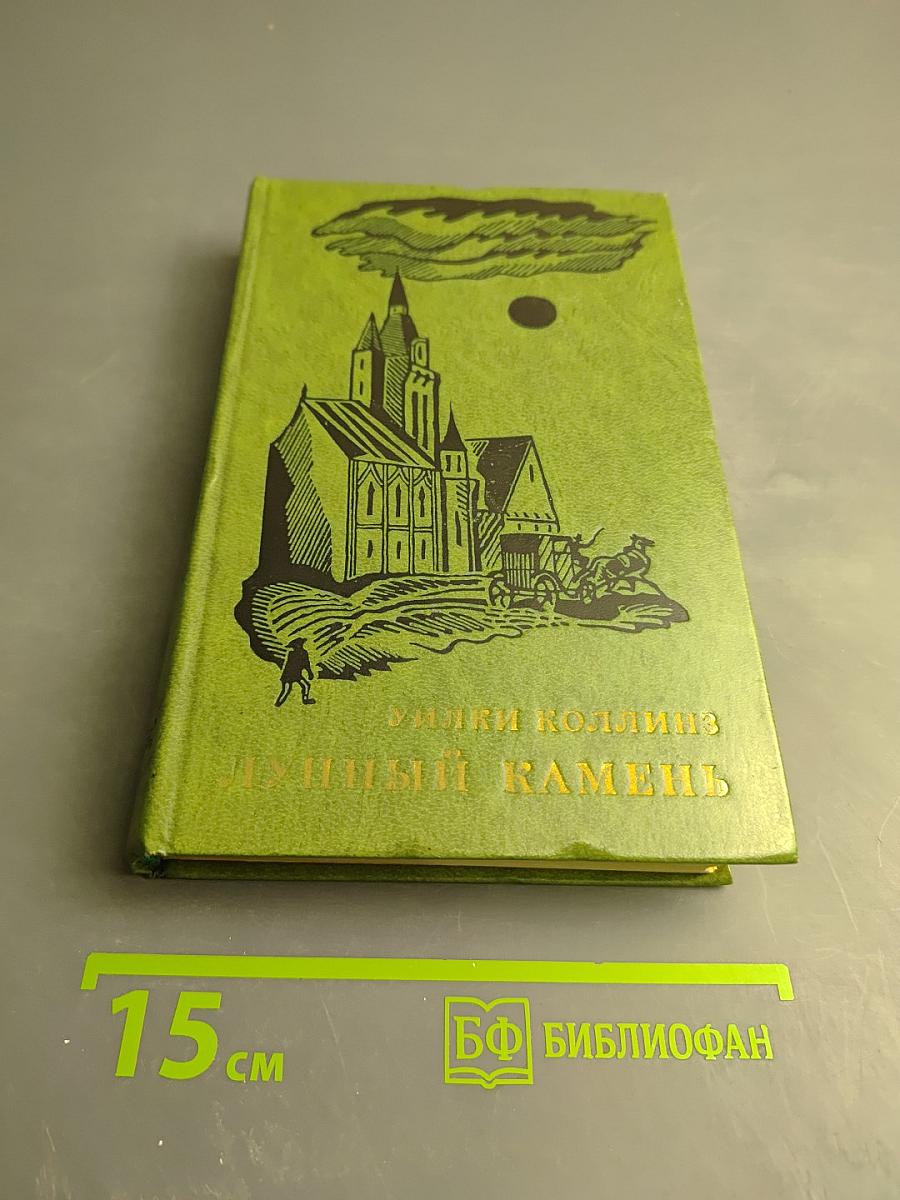 УИЛКИ КОЛЛИНЗ
ЛУННЫЙ КАМЕНЬ
15 см
БФ БИБЛИОФАН